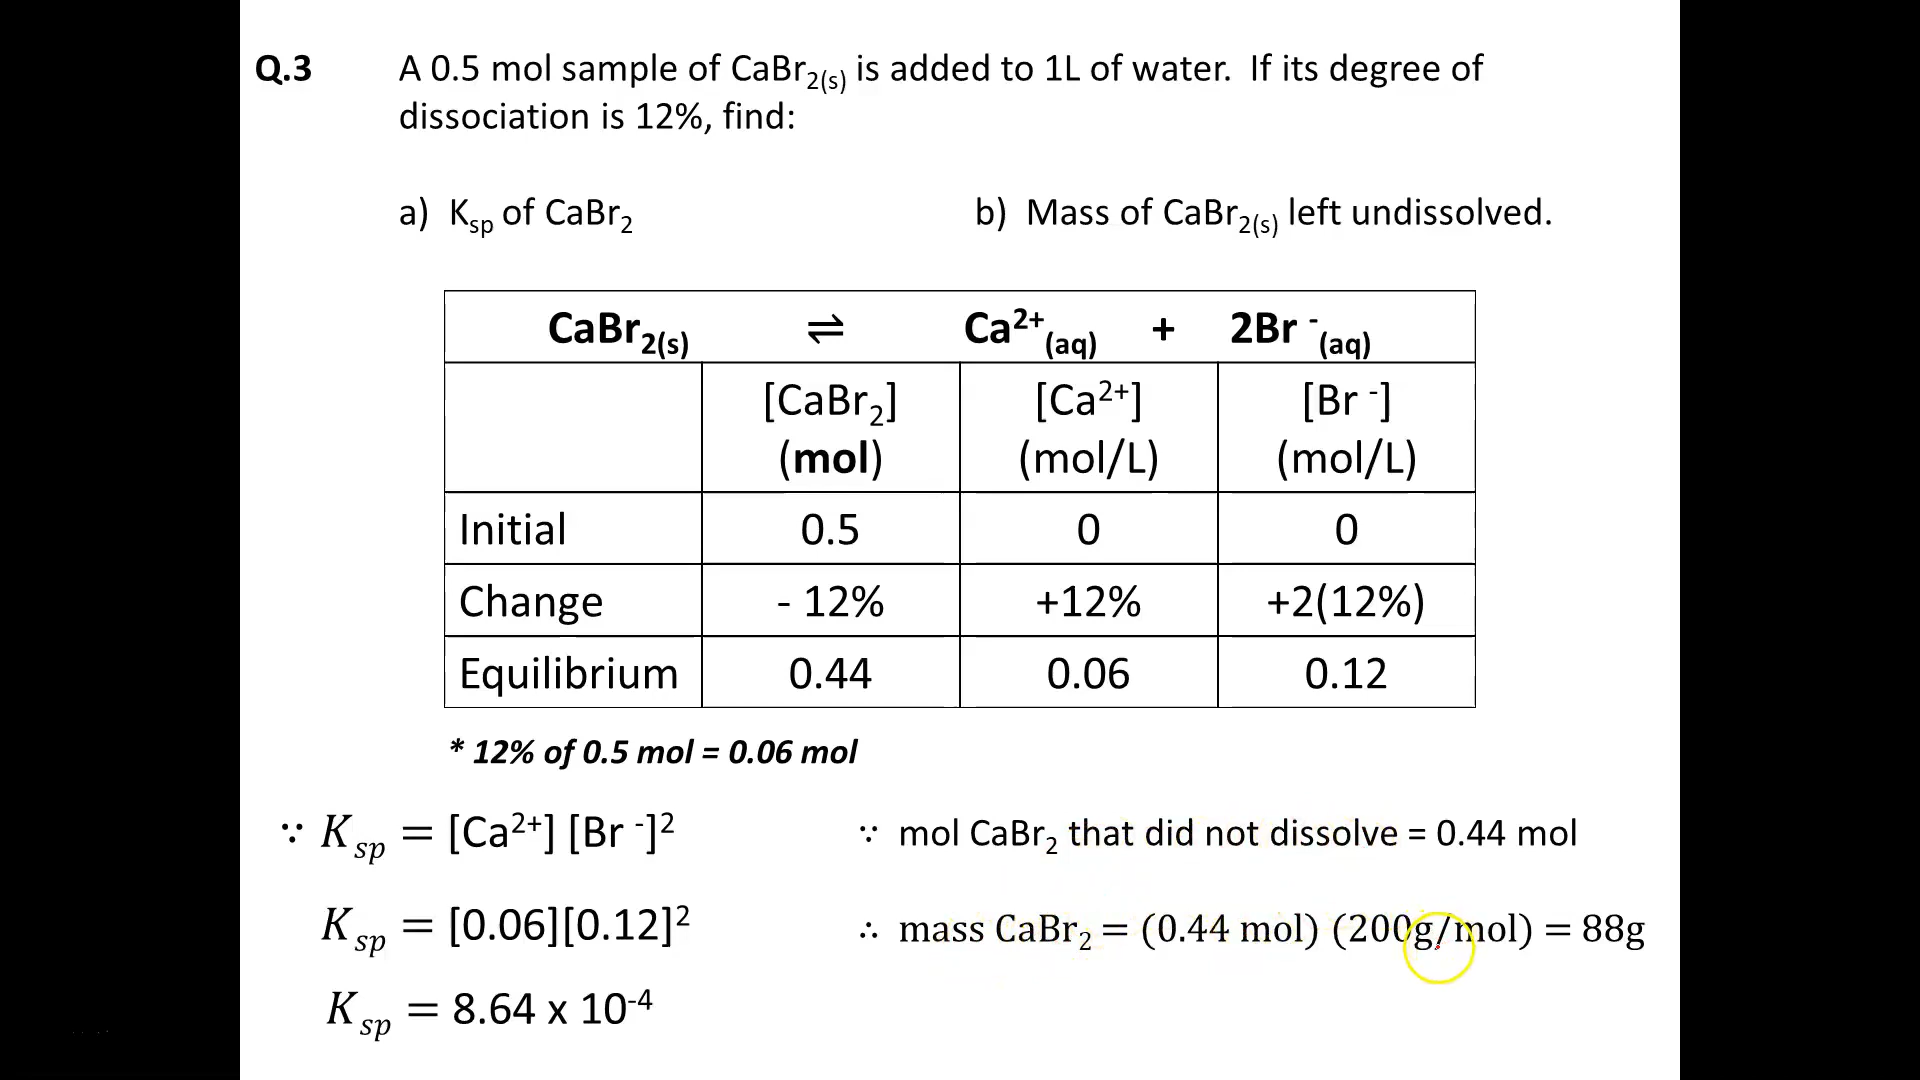 Q.3 A 0.5 mol sample of CaBr₂₍ₛ₎ is added to 1L of water. If its degree of
dissociation is 12%, find:
a) Kₛₚ of CaBr₂ b) Mass of CaBr₂₍ₛ₎ left undissolved.
CaBr₂₍ₛ₎ ⇌ Ca²⁺(aq) + 2Br ⁻(aq)
[CaBr₂] [Ca²⁺] [Br ⁻]
(mol) (mol/L) (mol/L)
Initial 0.5 0 0
Change - 12% +12% +2(12%)
Equilibrium 0.44 0.06 0.12
* 12% of 0.5 mol = 0.06 mol
∵ Kₛₚ = [Ca²⁺] [Br ⁻]² ∵ mol CaBr₂ that did not dissolve = 0.44 mol
Kₛₚ = [0.06][0.12]² ∴ mass CaBr₂ = (0.44 mol) (200g/mol) = 88g
Kₛₚ = 8.64 x 10⁻⁴